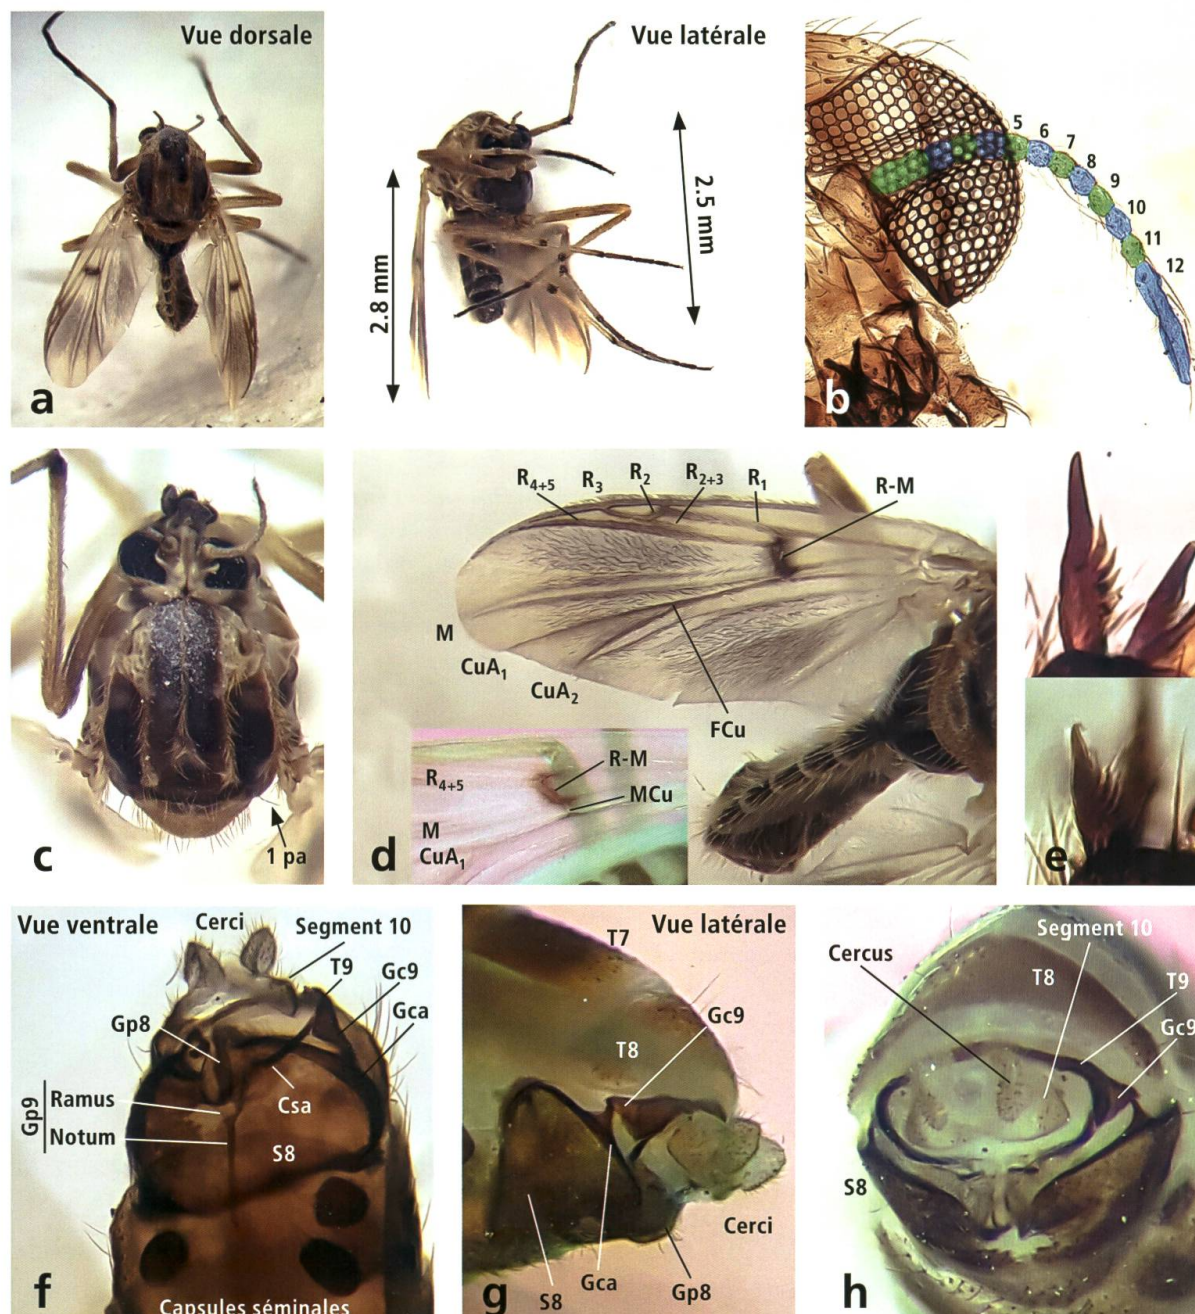 Vue dorsale
a
Vue latérale
2.8 mm
2.5 mm
5
6
7
8
9
10
11
12
b
1 pa
c
R4+5
R3
R2
R2+3
R1
R-M
M
CuA1
CuA2
FCu
R-M
R4+5
MCu
M
CuA1
d
e
Vue ventrale
Cerci
Segment 10
T9
Gc9
Gp8
Gca
Gp9
Ramus
Csa
Notum
S8
f
Capsules séminales
Vue latérale
T7
Gc9
T8
Cerci
g
S8
Gca
Gp8
Segment 10
Cercus
T8
T9
Gc9
S8
h